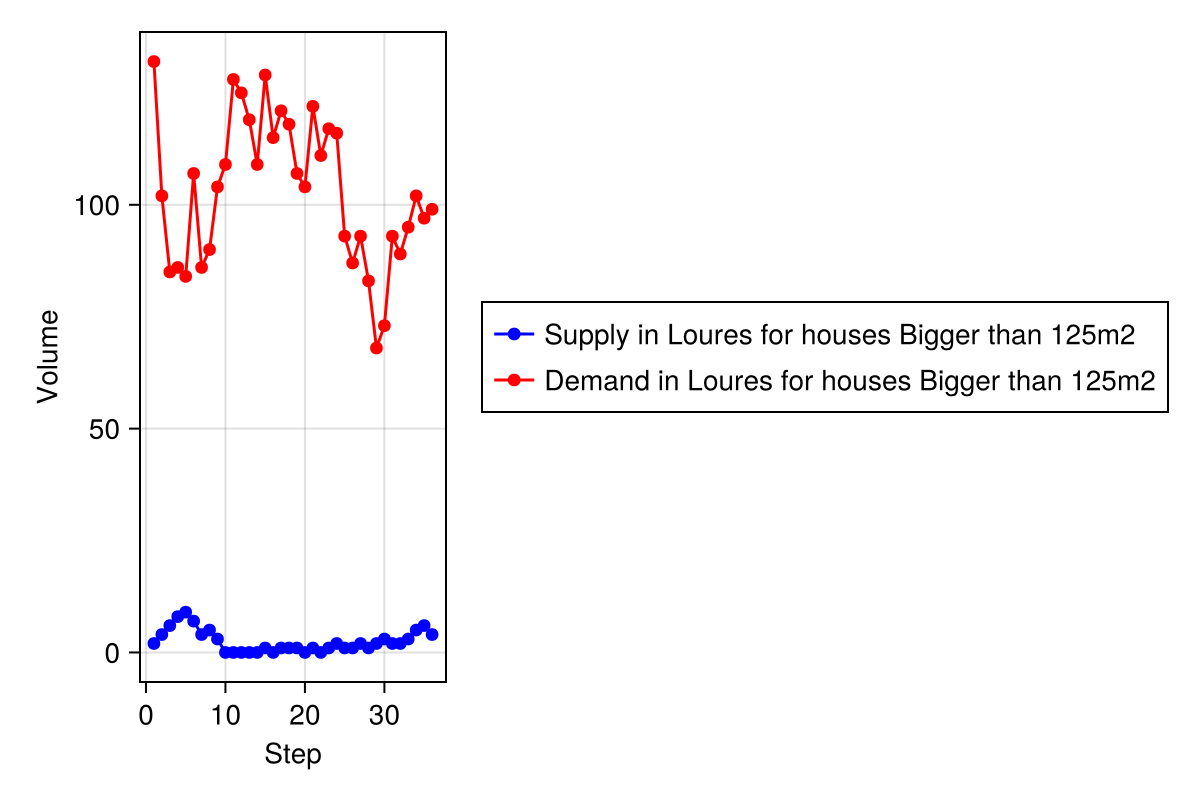 Volume
100
50
0
0 10 20 30
Step
Supply in Loures for houses Bigger than 125m2
Demand in Loures for houses Bigger than 125m2